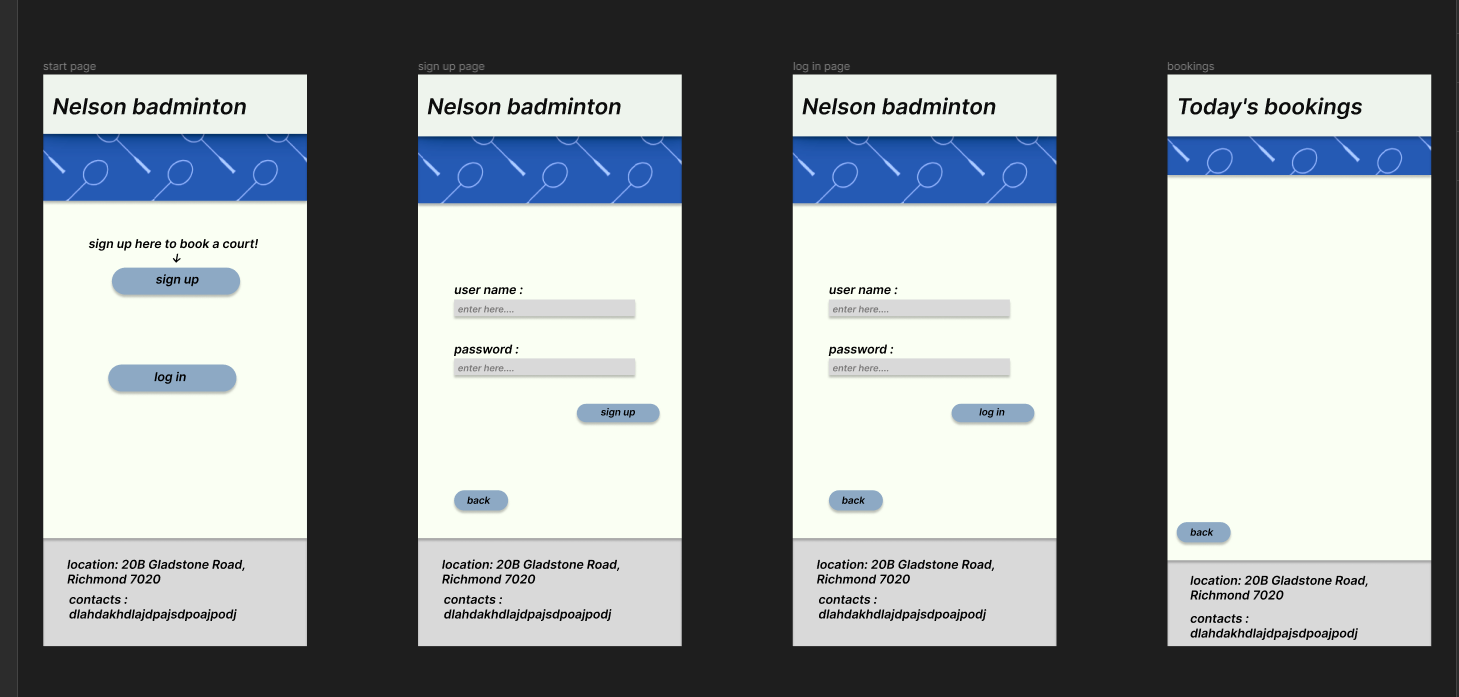 start page
Nelson badminton
sign up here to book a court!
↓
sign up
log in
location: 20B Gladstone Road,
Richmond 7020
contacts :
dlahdakhdlajdpajsdpoajpodj
sign up page
Nelson badminton
user name :
enter here....
password :
enter here....
sign up
back
location: 20B Gladstone Road,
Richmond 7020
contacts :
dlahdakhdlajdpajsdpoajpodj
log in page
Nelson badminton
user name :
enter here....
password :
enter here....
log in
back
location: 20B Gladstone Road,
Richmond 7020
contacts :
dlahdakhdlajdpajsdpoajpodj
bookings
Today's bookings
back
location: 20B Gladstone Road,
Richmond 7020
contacts :
dlahdakhdlajdpajsdpoajpodj